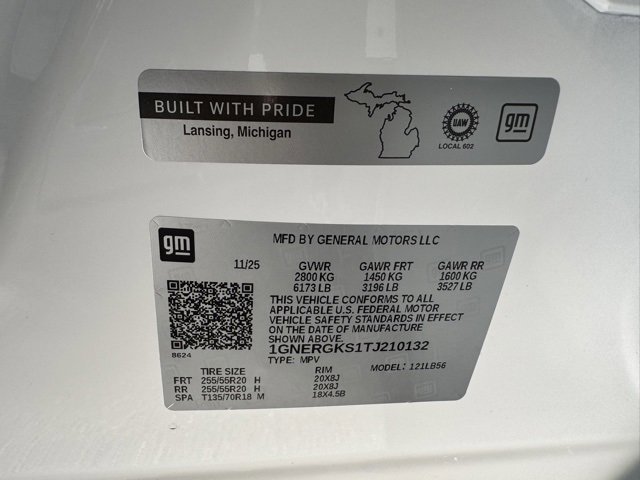 BUILT WITH PRIDE
Lansing, Michigan
UAW
LOCAL 602
gm
gm
MFD BY GENERAL MOTORS LLC
11/25 GVWR GAWR FRT GAWR RR
2800 KG 1450 KG 1600 KG
6173 LB 3196 LB 3527 LB
THIS VEHICLE CONFORMS TO ALL
APPLICABLE U.S. FEDERAL MOTOR
VEHICLE SAFETY STANDARDS IN EFFECT
ON THE DATE OF MANUFACTURE
SHOWN ABOVE.
8624
1GNERGKS1TJ210132
TYPE: MPV MODEL: 121LB56
TIRE SIZE RIM
FRT 255/55R20 H 20X8J
RR 255/55R20 H 20X8J
SPA T135/70R18 M 18X4.5B